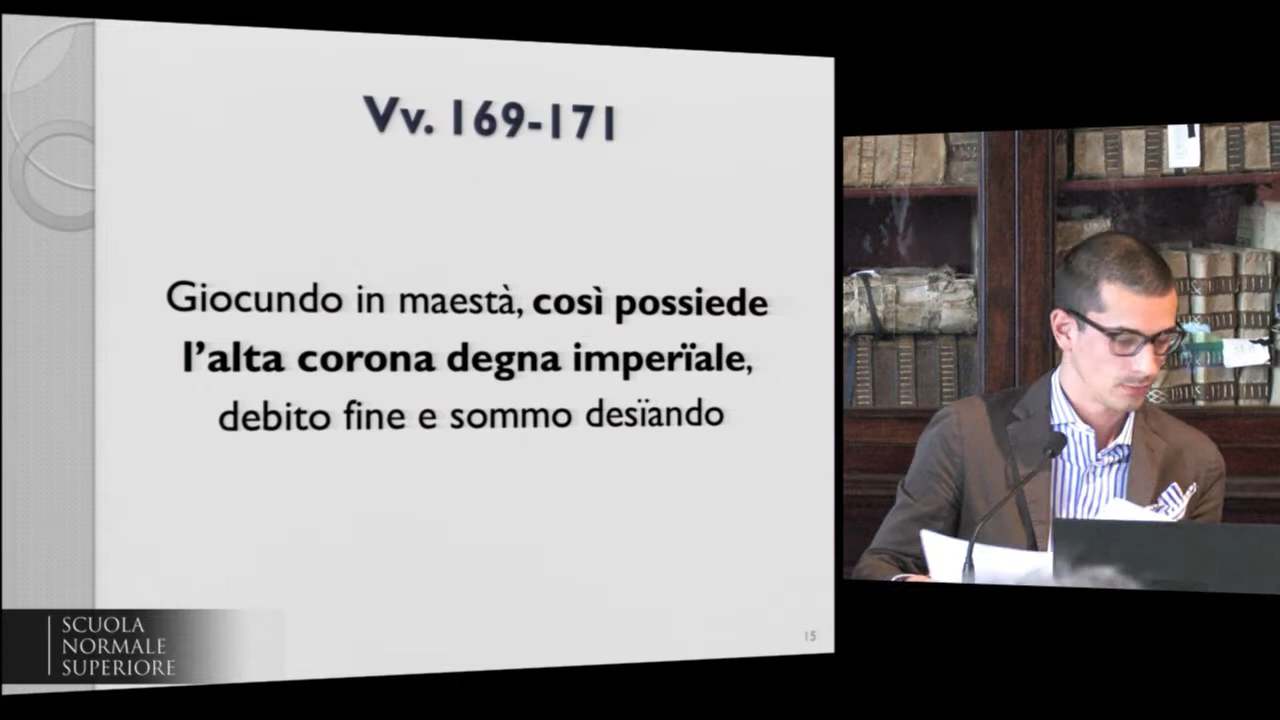 Vv. 169-171
Giocundo in maestà, così possiede
l’alta corona degna imperïale,
debito fine e sommo desïando
15
SCUOLA
NORMALE
SUPERIORE